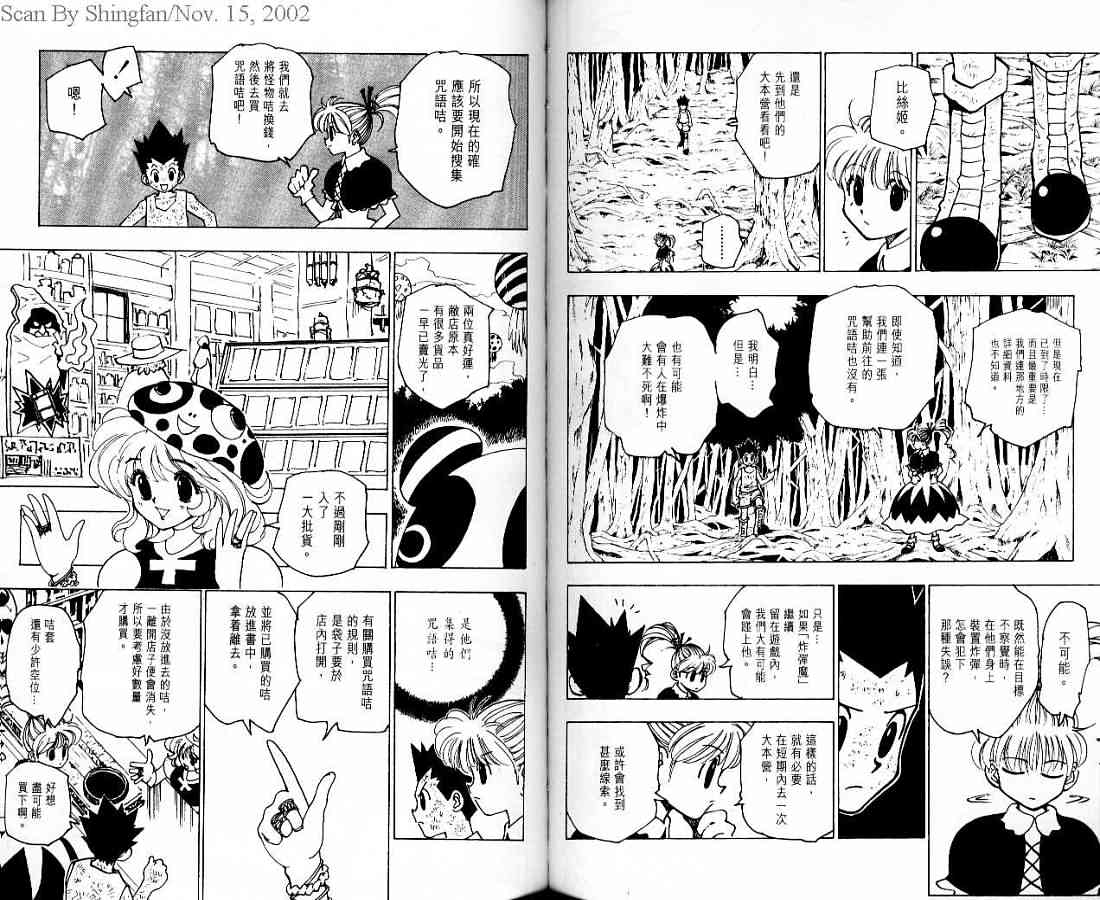 Scan By Shingfan/Nov. 15, 2002
比絲姬。
還是
先到他們的
大本營看看吧！
………
但是現在
已到了時限了…
而且最重要是
我們連那地方的
詳細資料
也不知道。
即使知道，
我們連一張
幫助前往的
咒語咭也沒有。
我明白…
但是…
也有可能
會有人在爆炸中
大難不死啊！
不可能。
既然能在目標
不察覺時，
在他們身上
裝置炸彈，
怎會犯下
那種失誤？
只是…
如果「炸彈魔」
繼續
留在遊戲內，
我們大有可能
會碰上他。
這樣的話，
就有必要
在短期內去一次
大本營，
或許會找到
甚麼線索。
所以現在的確
應該要開始搜集
咒語咭。
我們就去
將怪物咭換錢，
然後去買
咒語咭吧！
！
嗯！
兩位真好運，
敝店原本
有很多貨品
一早已賣光了，
不過剛剛
入了
一大批貨。
是他們
集得的
咒語咭…
有關購買咒語咭
的規則，
是袋子要於
店內打開，
並將已購買的咭
放進書中，
拿着離去。
由於沒放進去的咭，
一離開店子便會消失，
所以要考慮好數量
才購買。
咭套
還有少許空位…
好想
盡可能
買下啊。